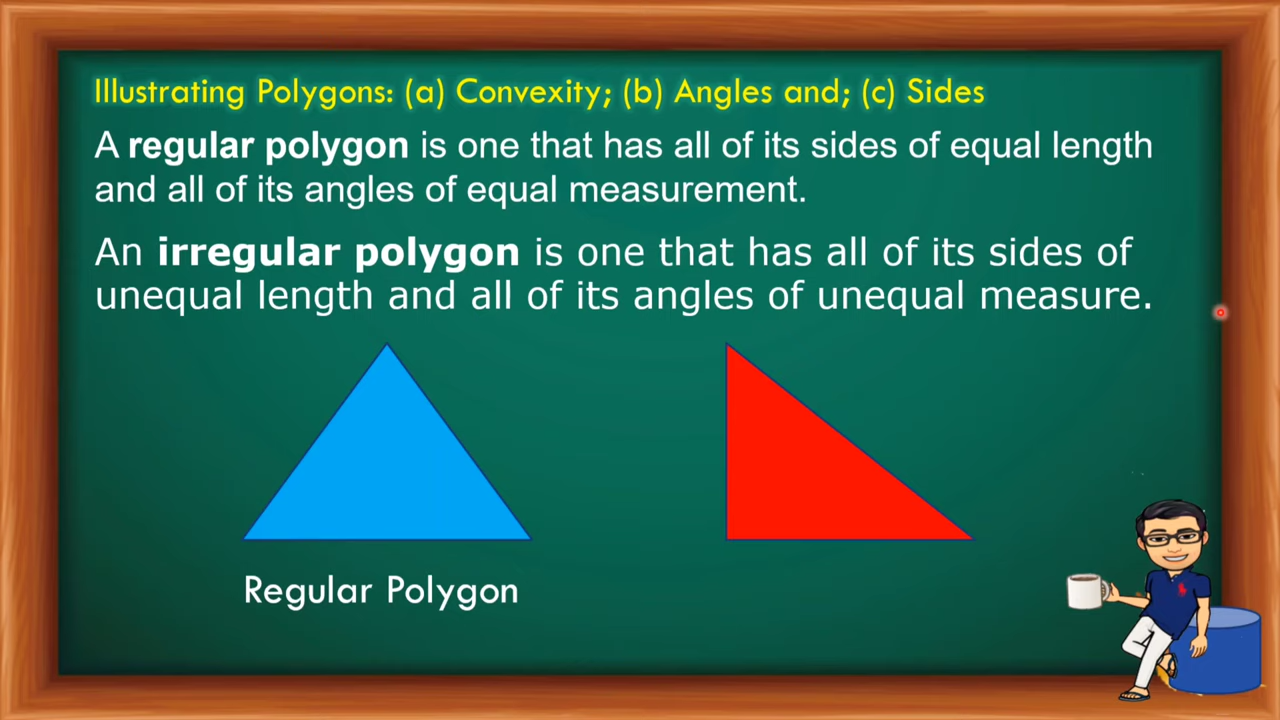 Illustrating Polygons: (a) Convexity; (b) Angles and; (c) Sides
A regular polygon is one that has all of its sides of equal length
and all of its angles of equal measurement.
An irregular polygon is one that has all of its sides of
unequal length and all of its angles of unequal measure.
Regular Polygon